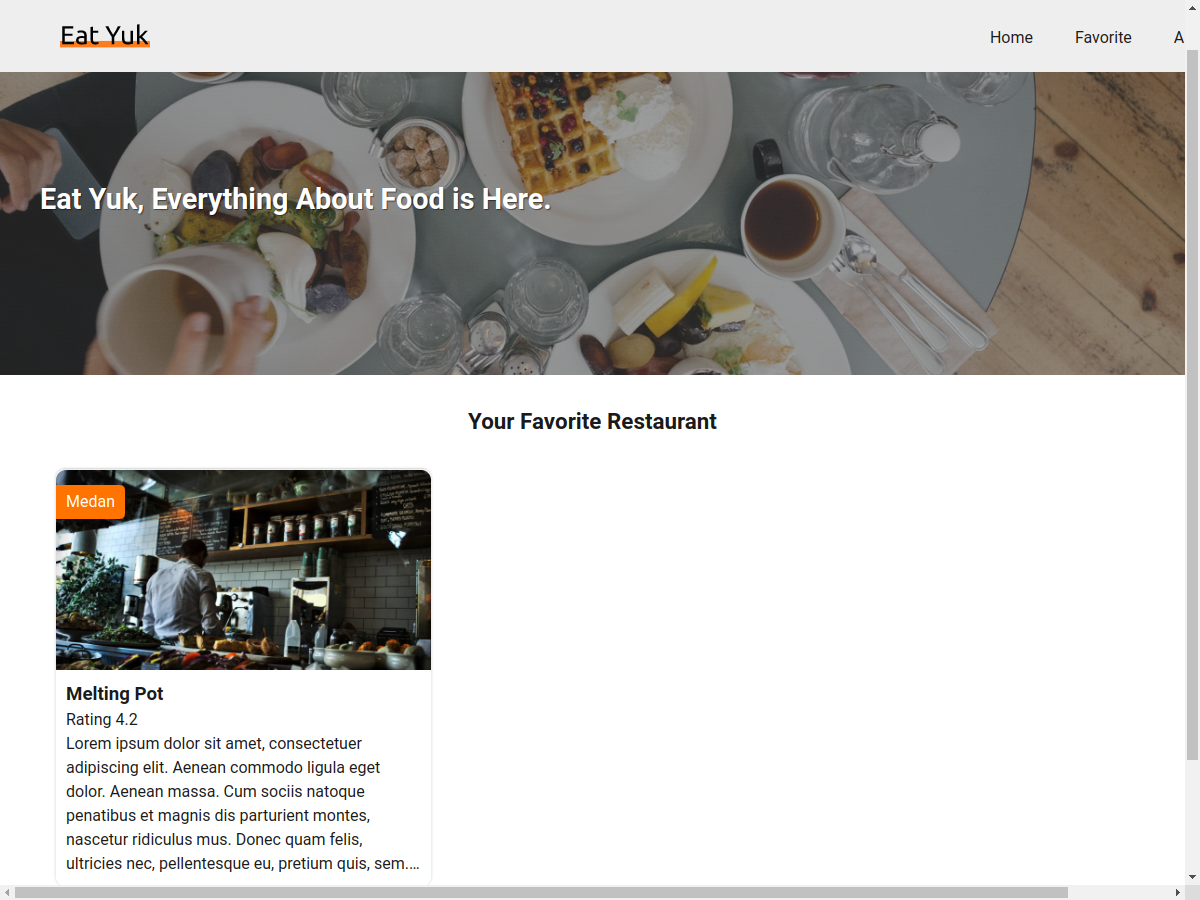 Eat Yuk
Home
Favorite
A
Eat Yuk, Everything About Food is Here.
Your Favorite Restaurant
Medan
Melting Pot
Rating 4.2
Lorem ipsum dolor sit amet, consectetuer
adipiscing elit. Aenean commodo ligula eget
dolor. Aenean massa. Cum sociis natoque
penatibus et magnis dis parturient montes,
nascetur ridiculus mus. Donec quam felis,
ultricies nec, pellentesque eu, pretium quis, sem.…